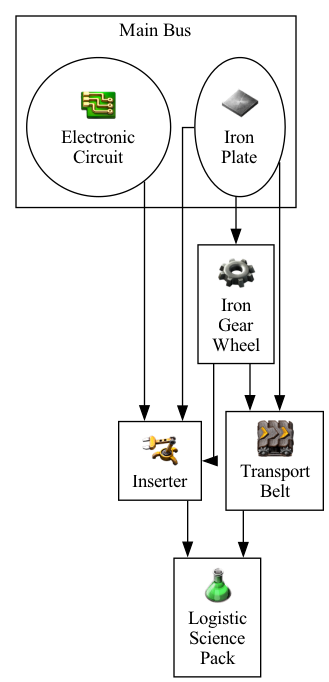 Main Bus
Electronic
Circuit
Iron
Plate
Iron
Gear
Wheel
Inserter
Transport
Belt
Logistic
Science
Pack